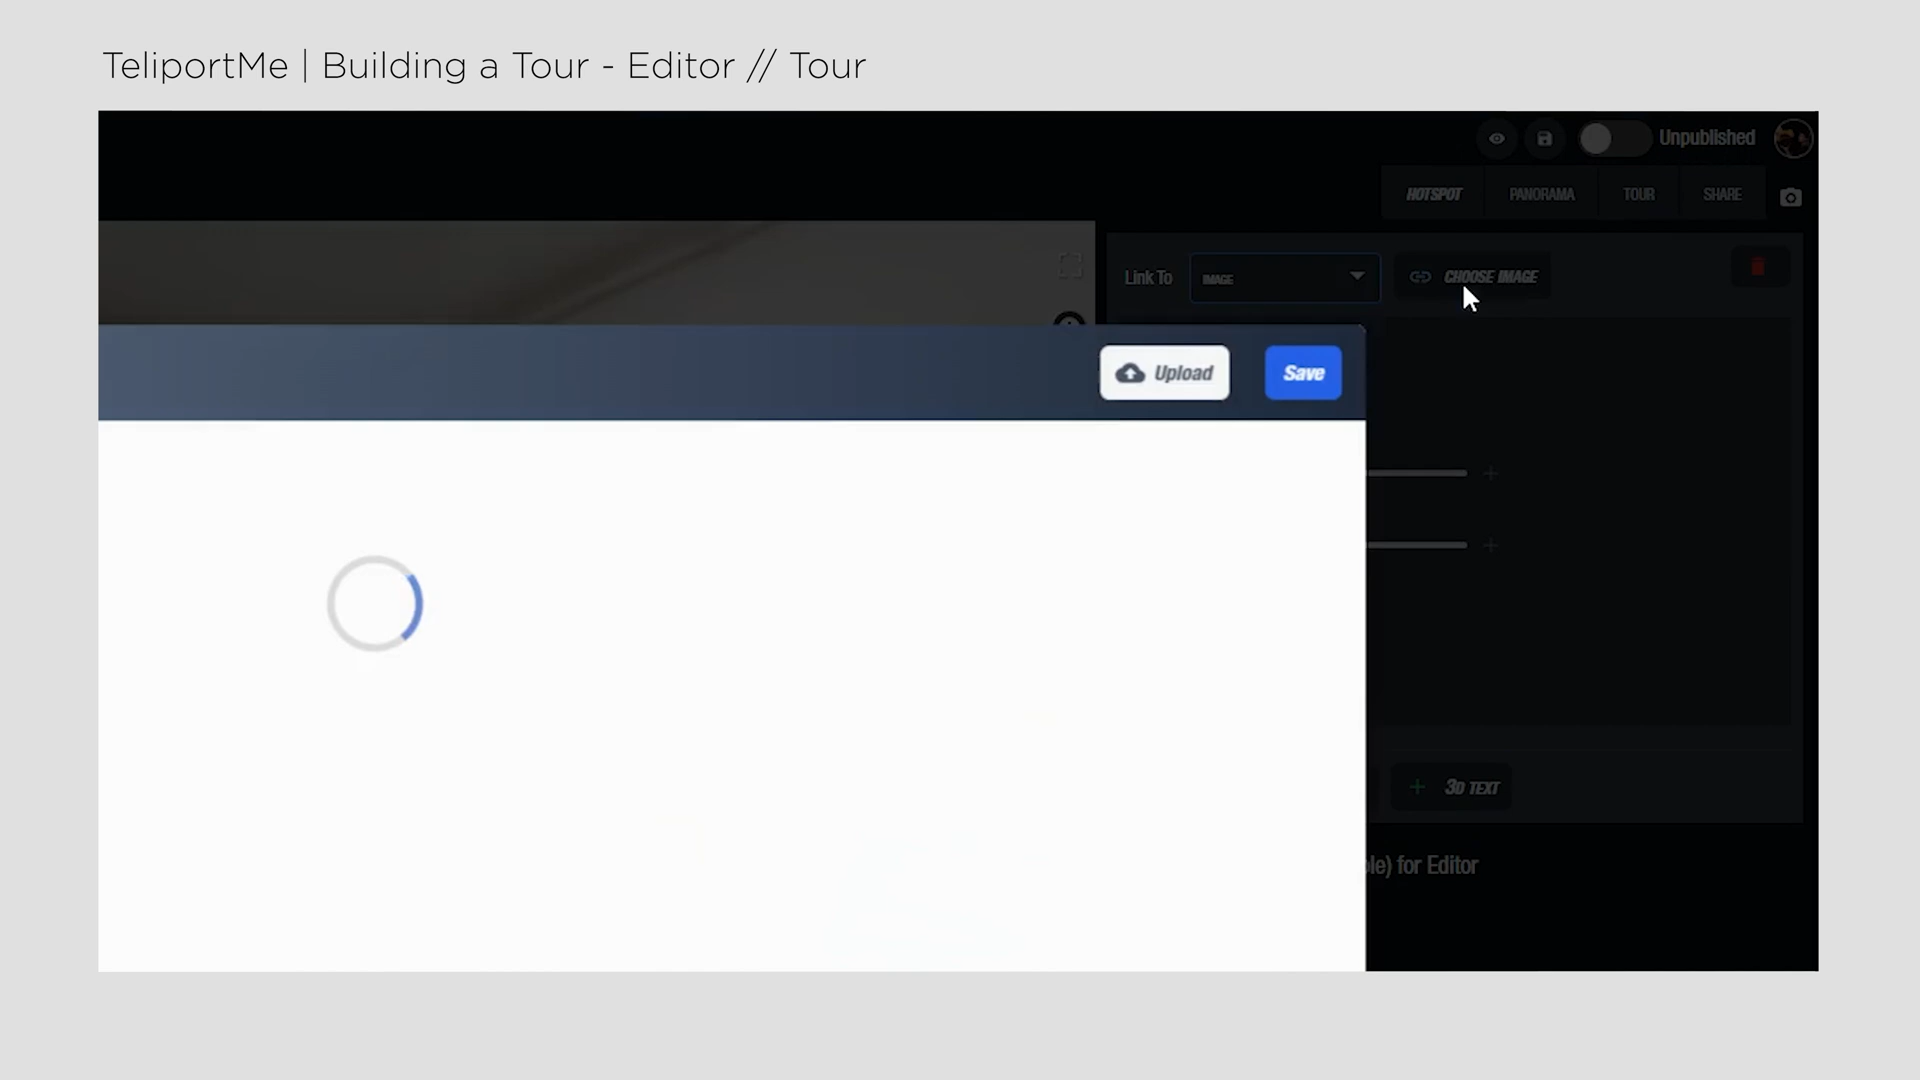 TeliportMe | Building a Tour - Editor // Tour
Unpublished
HOTSPOT PANORAMA TOUR SHARE
Link To IMAGE CHOOSE IMAGE
Upload Save
+
+
+ 3D TEXT
for Editor